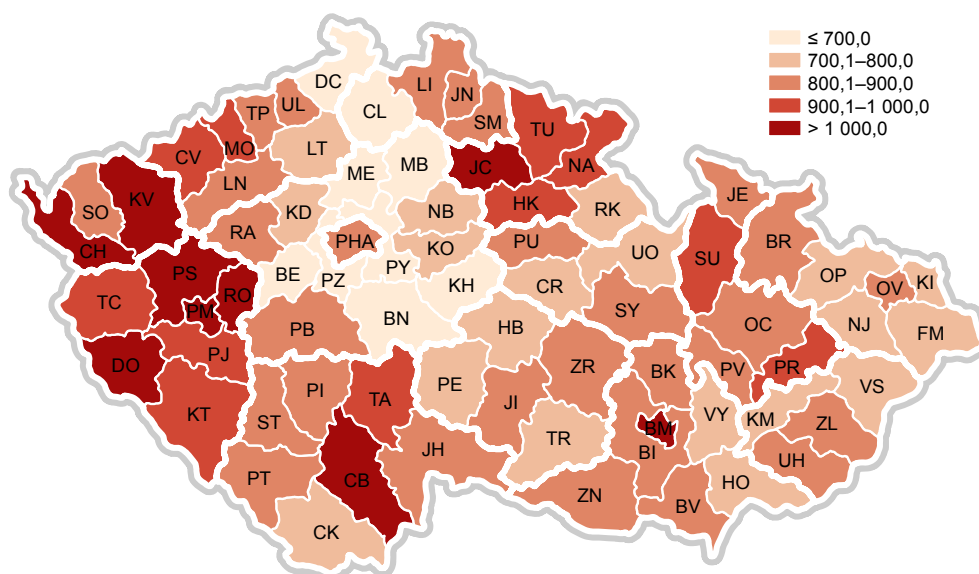 ≤ 700,0
700,1–800,0
800,1–900,0
900,1–1 000,0
> 1 000,0
DC
LI
JN
UL
TP
CL
SM
TU
MO
CV
LT
ME
MB
JC
NA
LN
KV
SO
KD
NB
HK
RK
JE
RA
PHA
KO
PU
UO
SU
BR
CH
PS
BE
PZ
PY
KH
CR
OP
OV
KI
TC
RO
PM
PB
BN
HB
SY
OC
NJ
FM
DO
PJ
ZR
BK
PV
PR
VS
KT
PI
TA
PE
JI
VY
KM
ZL
ST
BM
TR
BI
JH
UH
PT
CB
HO
ZN
BV
CK